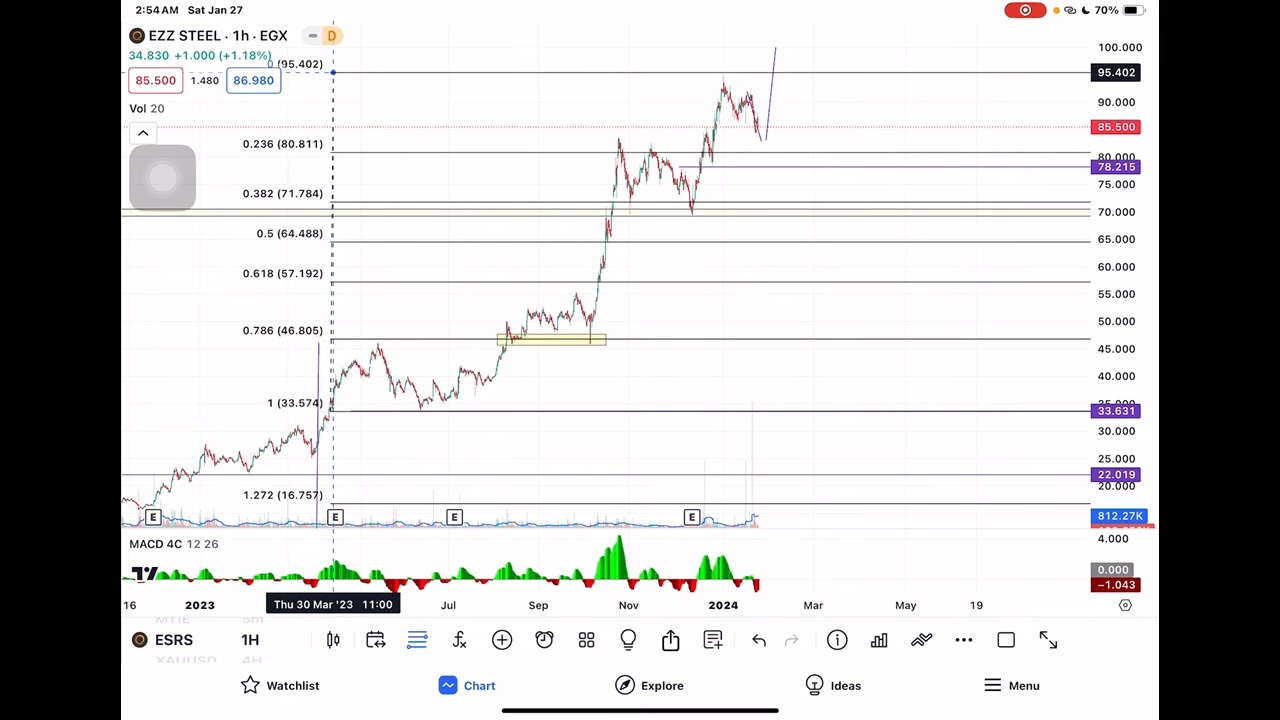 2:54 AM Sat Jan 27
70%
EZZ STEEL · 1h · EGX
D
34.830 +1.000 (+1.18%)
0 (95.402)
100.000
95.402
85.500
1.480
86.980
90.000
Vol 20
85.500
0.236 (80.811)
80.000
78.215
75.000
0.382 (71.784)
70.000
0.5 (64.488)
65.000
60.000
0.618 (57.192)
55.000
50.000
0.786 (46.805)
45.000
40.000
1 (33.574)
33.631
30.000
25.000
22.019
20.000
1.272 (16.757)
E
E
E
E
812.27K
MACD 4C 12 26
4.000
0.000
−1.043
16
2023
Thu 30 Mar '23 11:00
Jul
Sep
Nov
2024
Mar
May
19
ESRS
1H
XAUUSD
4H
Watchlist
Chart
Explore
Ideas
Menu